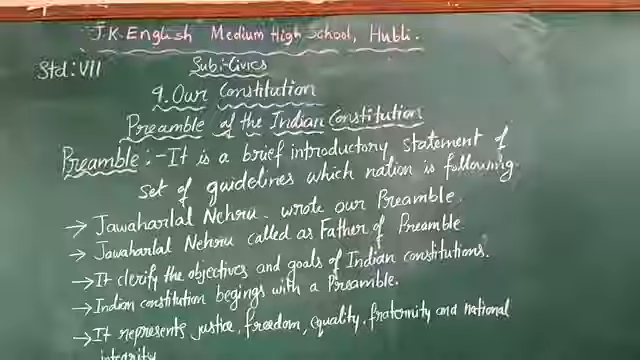 J.K. English Medium High School, Hubli.
Std: VII
Sub:- Civics
9. Our Constitution
Preamble of the Indian Constitution
Preamble :- It is a brief introductory statement of
set of guidelines which nation is following.
→ Jawaharlal Nehru wrote our Preamble.
→ Jawaharlal Nehru called as Father of Preamble
→ It clerify the objectives and goals of Indian constitutions.
→ Indian constitution begings with a Preamble.
→ It represents justice, freedom, equality, fraternity and national
integrity